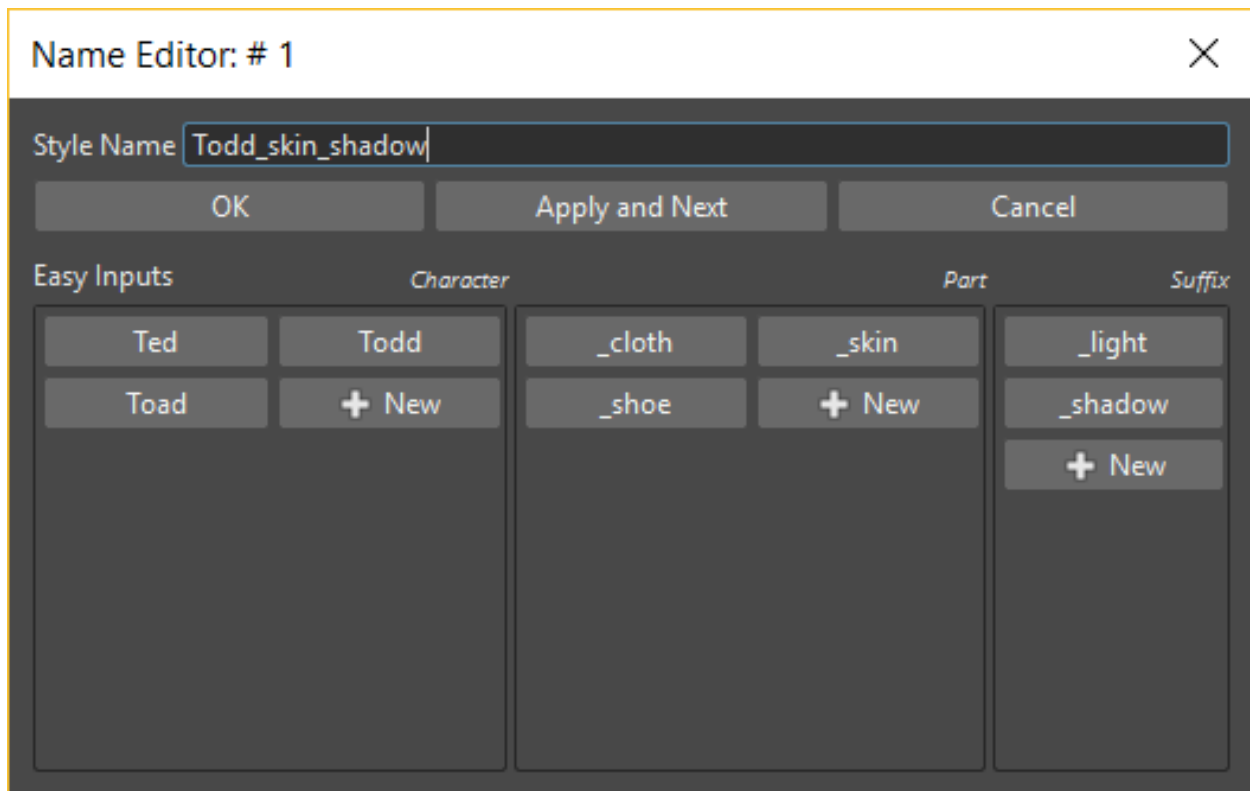 Name Editor: # 1
Style Name Todd_skin_shadow
OK Apply and Next Cancel
Easy Inputs Character Part Suffix
Ted Todd _cloth _skin _light
Toad New _shoe New _shadow
New